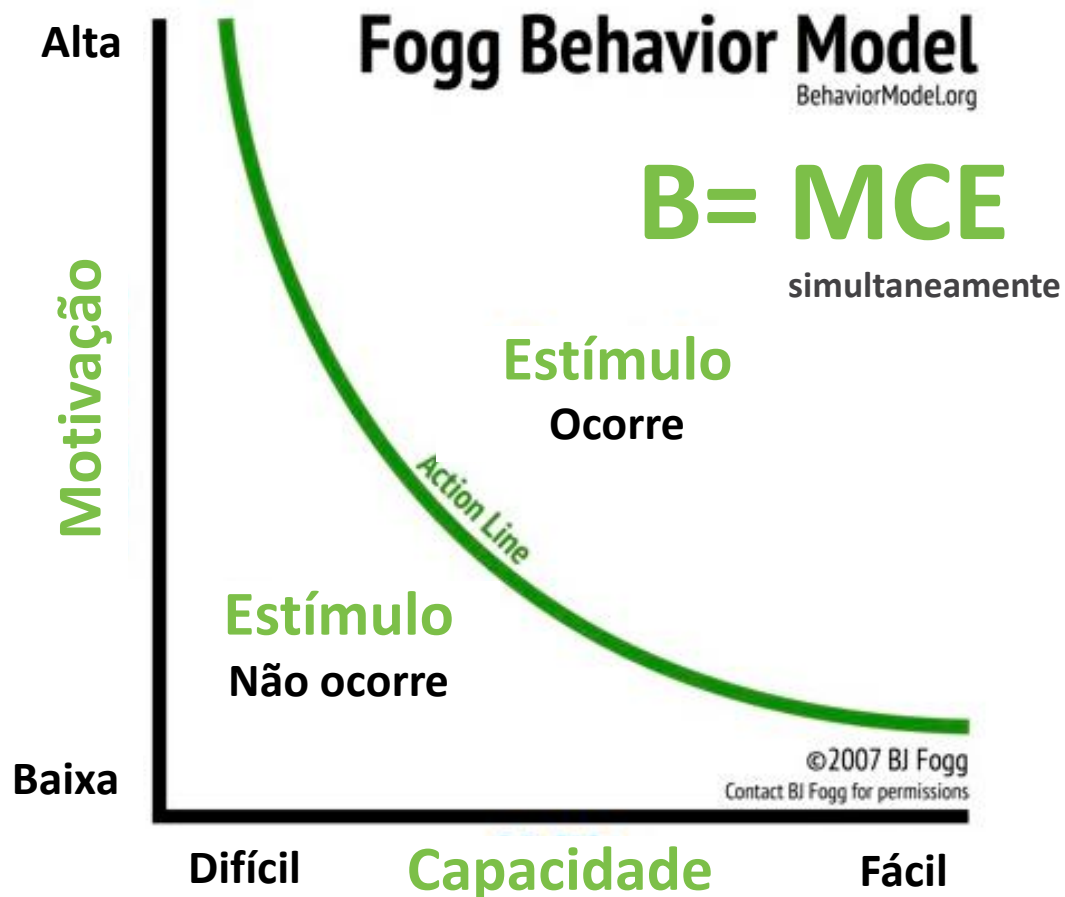 Alta
Fogg Behavior Model
BehaviorModel.org
B= MCE
simultaneamente
Motivação
Estímulo
Ocorre
Action Line
Estímulo
Não ocorre
Baixa
©2007 BJ Fogg
Contact BJ Fogg for permissions
Difícil
Capacidade
Fácil